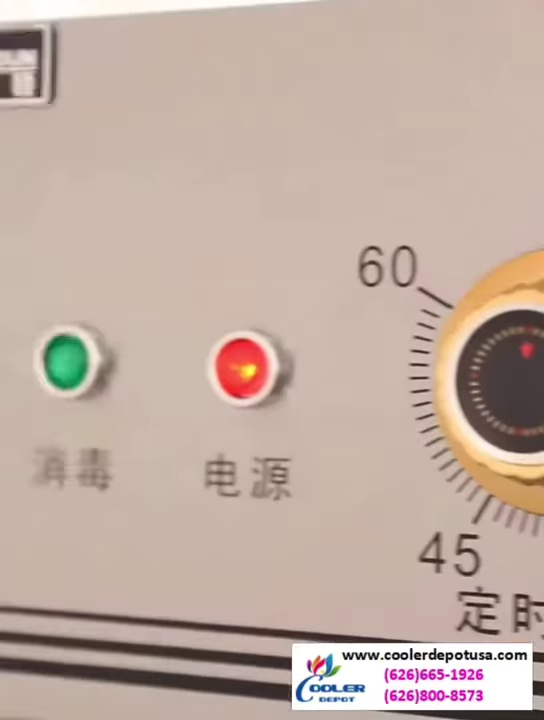 60
消毒
电源
45
定时
www.coolerdepotusa.com
(626)665-1926
COOLER
DEPOT
(626)800-8573